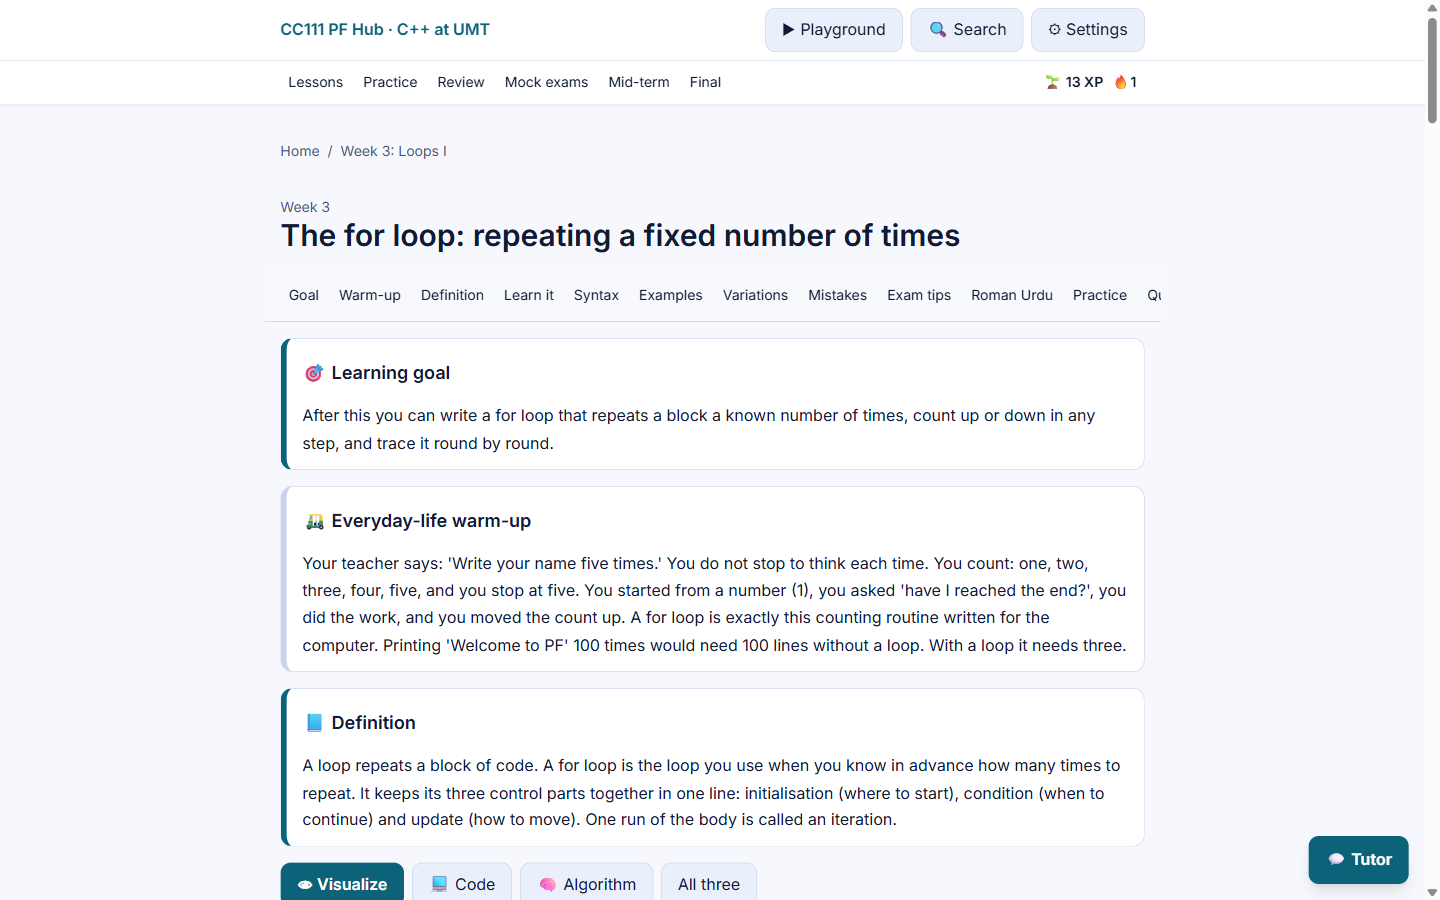 CC111 PF Hub · C++ at UMT
Playground
Search
Settings
Lessons
Practice
Review
Mock exams
Mid-term
Final
13 XP
1
Home / Week 3: Loops I
Week 3
The for loop: repeating a fixed number of times
Goal
Warm-up
Definition
Learn it
Syntax
Examples
Variations
Mistakes
Exam tips
Roman Urdu
Practice
Learning goal
After this you can write a for loop that repeats a block a known number of times, count up or down in any
step, and trace it round by round.
Everyday-life warm-up
Your teacher says: 'Write your name five times.' You do not stop to think each time. You count: one, two,
three, four, five, and you stop at five. You started from a number (1), you asked 'have I reached the end?', you
did the work, and you moved the count up. A for loop is exactly this counting routine written for the
computer. Printing 'Welcome to PF' 100 times would need 100 lines without a loop. With a loop it needs three.
Definition
A loop repeats a block of code. A for loop is the loop you use when you know in advance how many times to
repeat. It keeps its three control parts together in one line: initialisation (where to start), condition (when to
continue) and update (how to move). One run of the body is called an iteration.
Visualize
Code
Algorithm
All three
Tutor